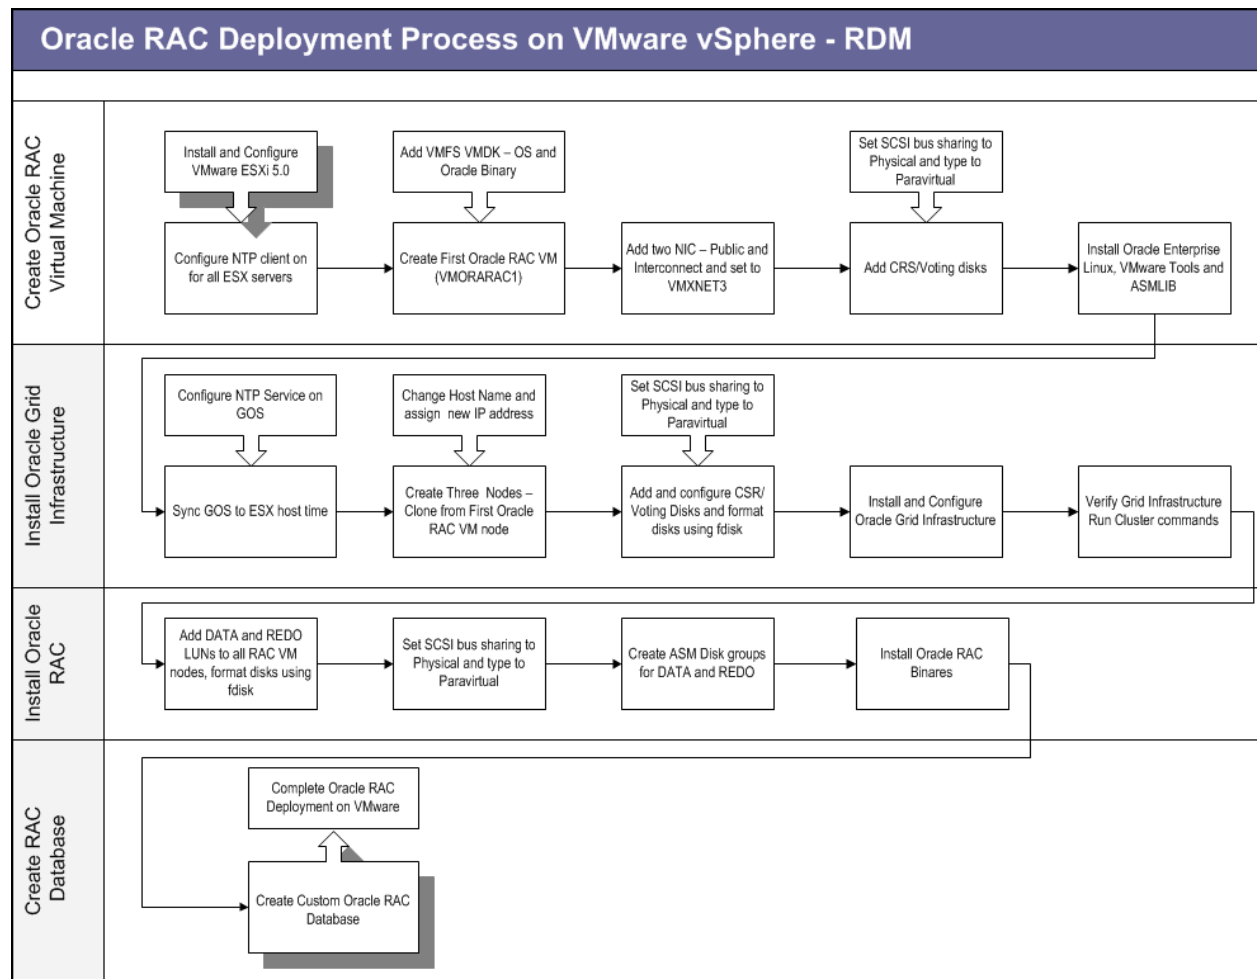 Oracle RAC Deployment Process on VMware vSphere - RDM
Create Oracle RAC
Virtual Machine
Install and Configure
VMware ESXi 5.0
Add VMFS VMDK – OS and
Oracle Binary
Set SCSI bus sharing to
Physical and type to
Paravirtual
Configure NTP client on
for all ESX servers
Create First Oracle RAC VM
(VMORARAC1)
Add two NIC – Public and
Interconnect and set to
VMXNET3
Add CRS/Voting disks
Install Oracle Enterprise
Linux, VMware Tools and
ASMLIB
Install Oracle Grid
Infrastructure
Configure NTP Service on
GOS
Change Host Name and
assign new IP address
Set SCSI bus sharing to
Physical and type to
Paravirtual
Sync GOS to ESX host time
Create Three Nodes –
Clone from First Oracle
RAC VM node
Add and configure CSR/
Voting Disks and format
disks using fdisk
Install and Configure
Oracle Grid Infrastructure
Verify Grid Infrastructure
Run Cluster commands
Install Oracle
RAC
Add DATA and REDO
LUNs to all RAC VM
nodes, format disks using
fdisk
Set SCSI bus sharing to
Physical and type to
Paravirtual
Create ASM Disk groups
for DATA and REDO
Install Oracle RAC
Binares
Create RAC
Database
Complete Oracle RAC
Deployment on VMware
Create Custom Oracle RAC
Database